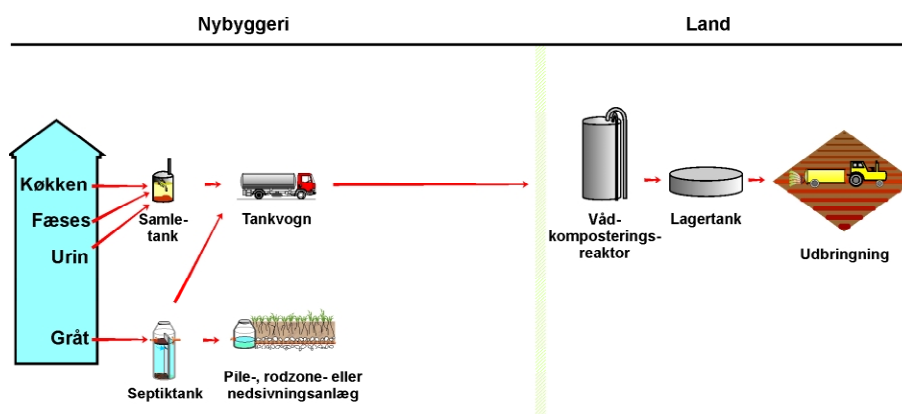 Nybyggeri
Land
Køkken
Fæses
Urin
Gråt
Samle-
tank
Tankvogn
Septiktank
Pile-, rodzone- eller
nedsivningsanlæg
Våd-
komposterings-
reaktor
Lagertank
Udbringning